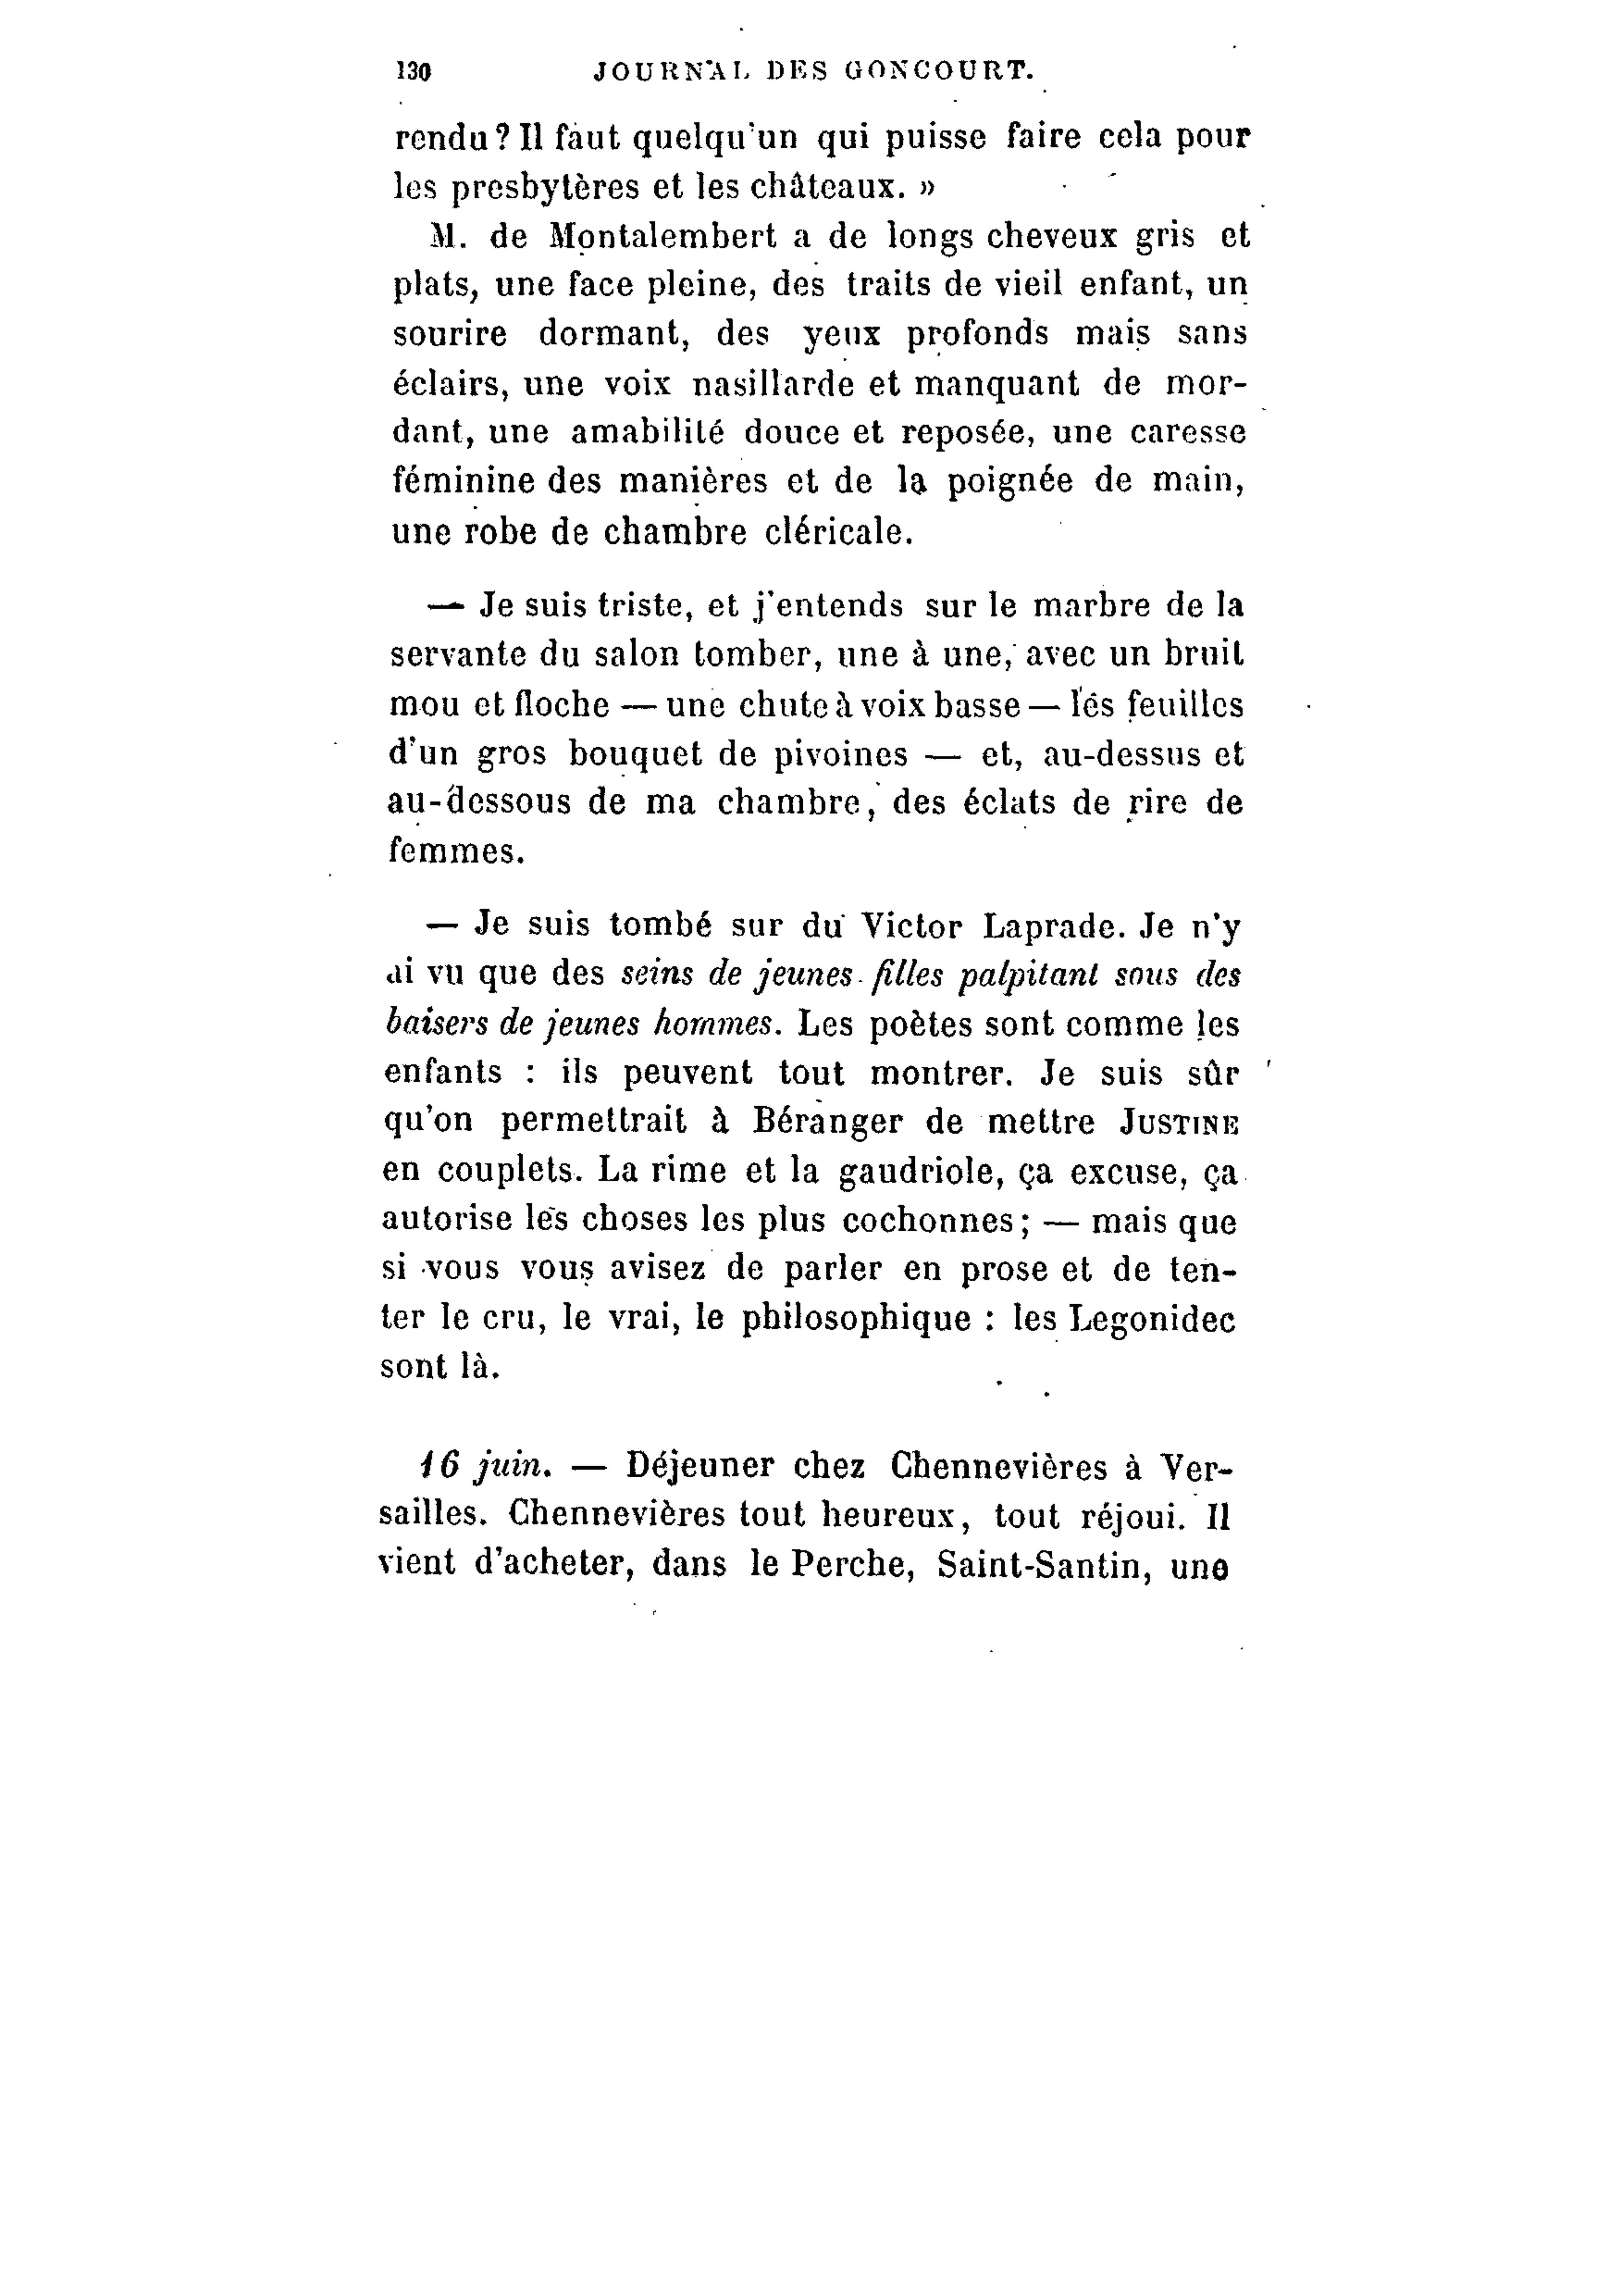 130 JOURNAL DES GONCOURT.
rendu? Il faut quelqu'un qui puisse faire cela pour
les presbytères et les châteaux. »
M. de Montalembert a de longs cheveux gris et
plats, une face pleine, des traits de vieil enfant, un
sourire dormant, des yeux profonds mais sans
éclairs, une voix nasillarde et manquant de mor-
dant, une amabilité douce et reposée, une caresse
féminine des manières et de la poignée de main,
une robe de chambre cléricale.
— Je suis triste, et j'entends sur le marbre de la
servante du salon tomber, une à une, avec un bruit
mou et floche — une chute à voix basse — les feuilles
d'un gros bouquet de pivoines — et, au-dessus et
au-dessous de ma chambre, des éclats de rire de
femmes.
— Je suis tombé sur du Victor Laprade. Je n'y
ai vu que des seins de jeunes filles palpitant sous des
baisers de jeunes hommes. Les poètes sont comme les
enfants : ils peuvent tout montrer. Je suis sûr
qu'on permettrait à Béranger de mettre JUSTINE
en couplets. La rime et la gaudriole, ça excuse, ça
autorise les choses les plus cochonnes; — mais que
si vous vous avisez de parler en prose et de ten-
ter le cru, le vrai, le philosophique : les Legonidec
sont là.
16 juin. — Déjeuner chez Chennevières à Ver-
sailles. Chennevières tout heureux, tout réjoui. Il
vient d'acheter, dans le Perche, Saint-Santin, une